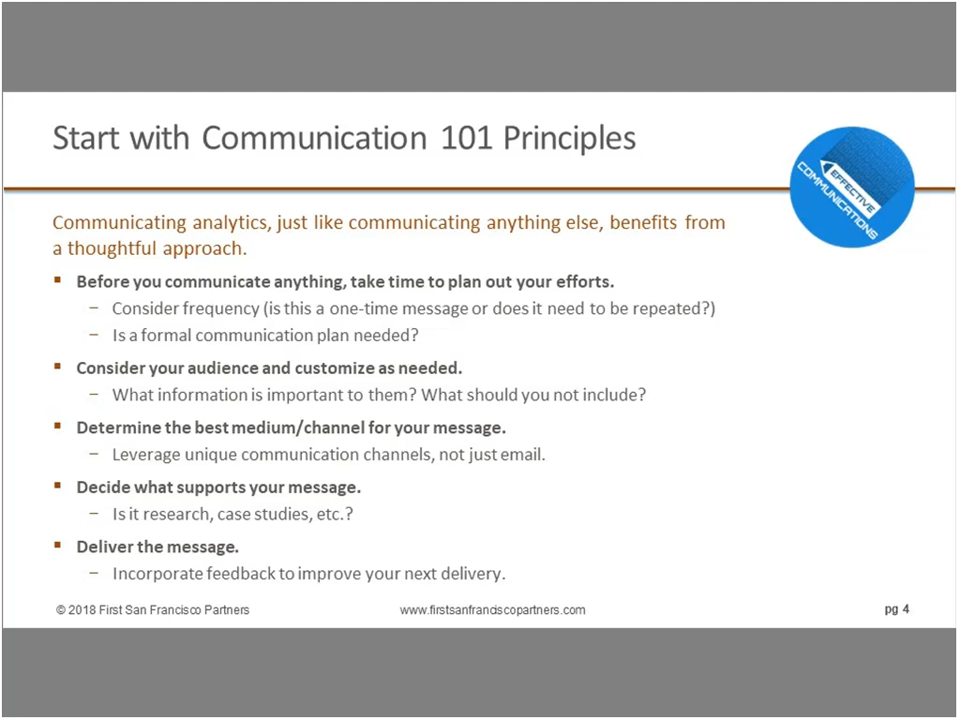 Start with Communication 101 Principles
EFFECTIVE
COMMUNICATIONS
Communicating analytics, just like communicating anything else, benefits from
a thoughtful approach.
▪ Before you communicate anything, take time to plan out your efforts.
– Consider frequency (is this a one-time message or does it need to be repeated?)
– Is a formal communication plan needed?
▪ Consider your audience and customize as needed.
– What information is important to them? What should you not include?
▪ Determine the best medium/channel for your message.
– Leverage unique communication channels, not just email.
▪ Decide what supports your message.
– Is it research, case studies, etc.?
▪ Deliver the message.
– Incorporate feedback to improve your next delivery.
© 2018 First San Francisco Partners www.firstsanfranciscopartners.com pg 4